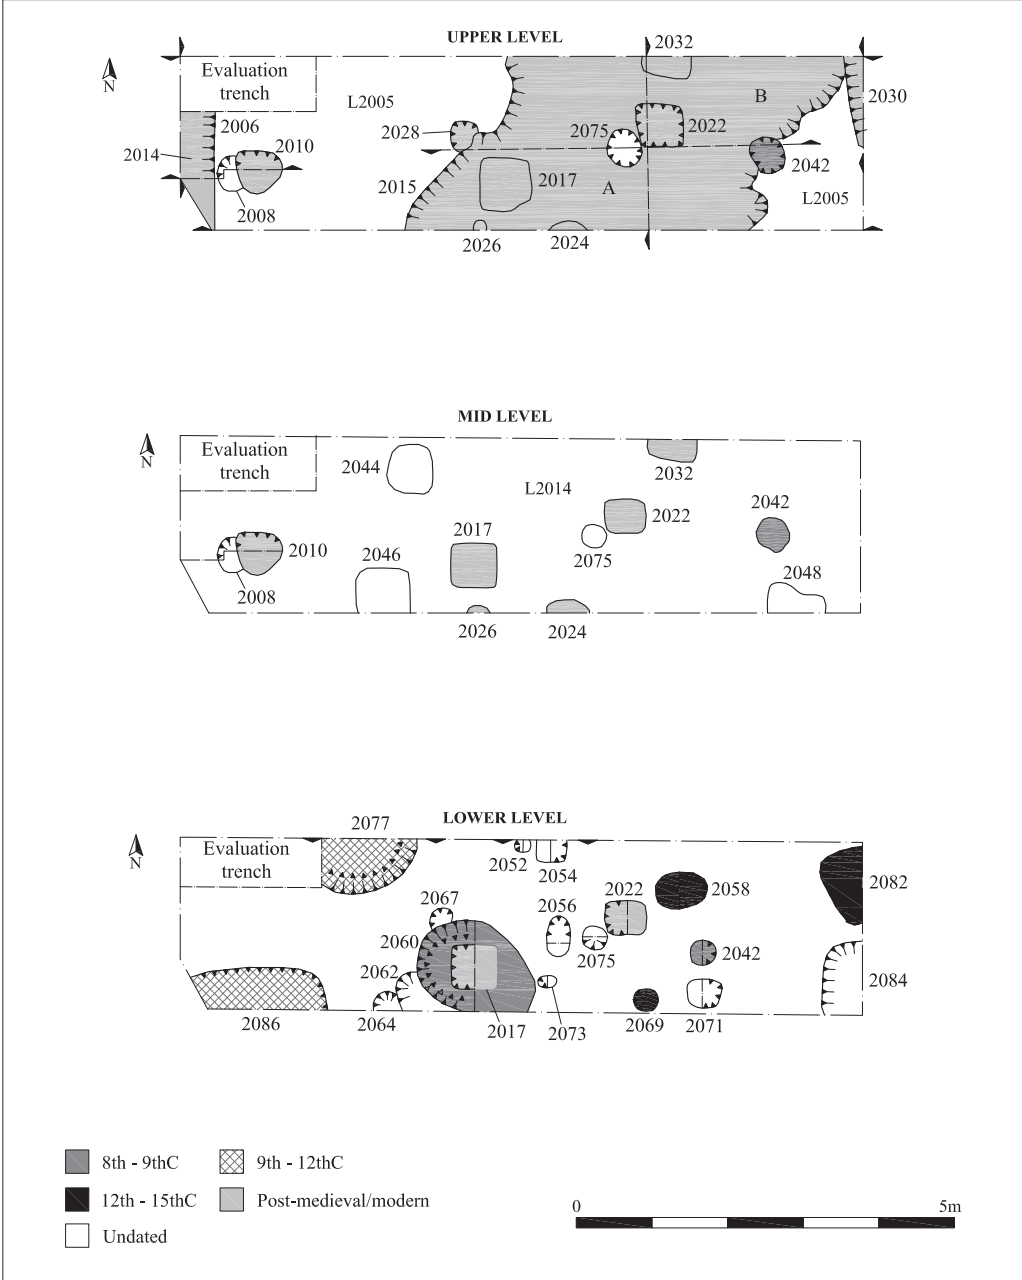 UPPER LEVEL
2032
Evaluation
trench
N
L2005
B
2030
2006
2028
2075
2022
2014
2010
2042
2015
2017
A
2008
L2005
2026
2024
MID LEVEL
Evaluation
trench
N
2044
2032
L2014
2042
2022
2017
2010
2046
2075
2048
2008
2026
2024
LOWER LEVEL
2077
Evaluation
trench
N
2052
2054
2022
2058
2082
2067
2056
2060
2042
2075
2062
2084
2086
2064
2017
2073
2069
2071
8th - 9thC
9th - 12thC
12th - 15thC
Post-medieval/modern
Undated
0
5m